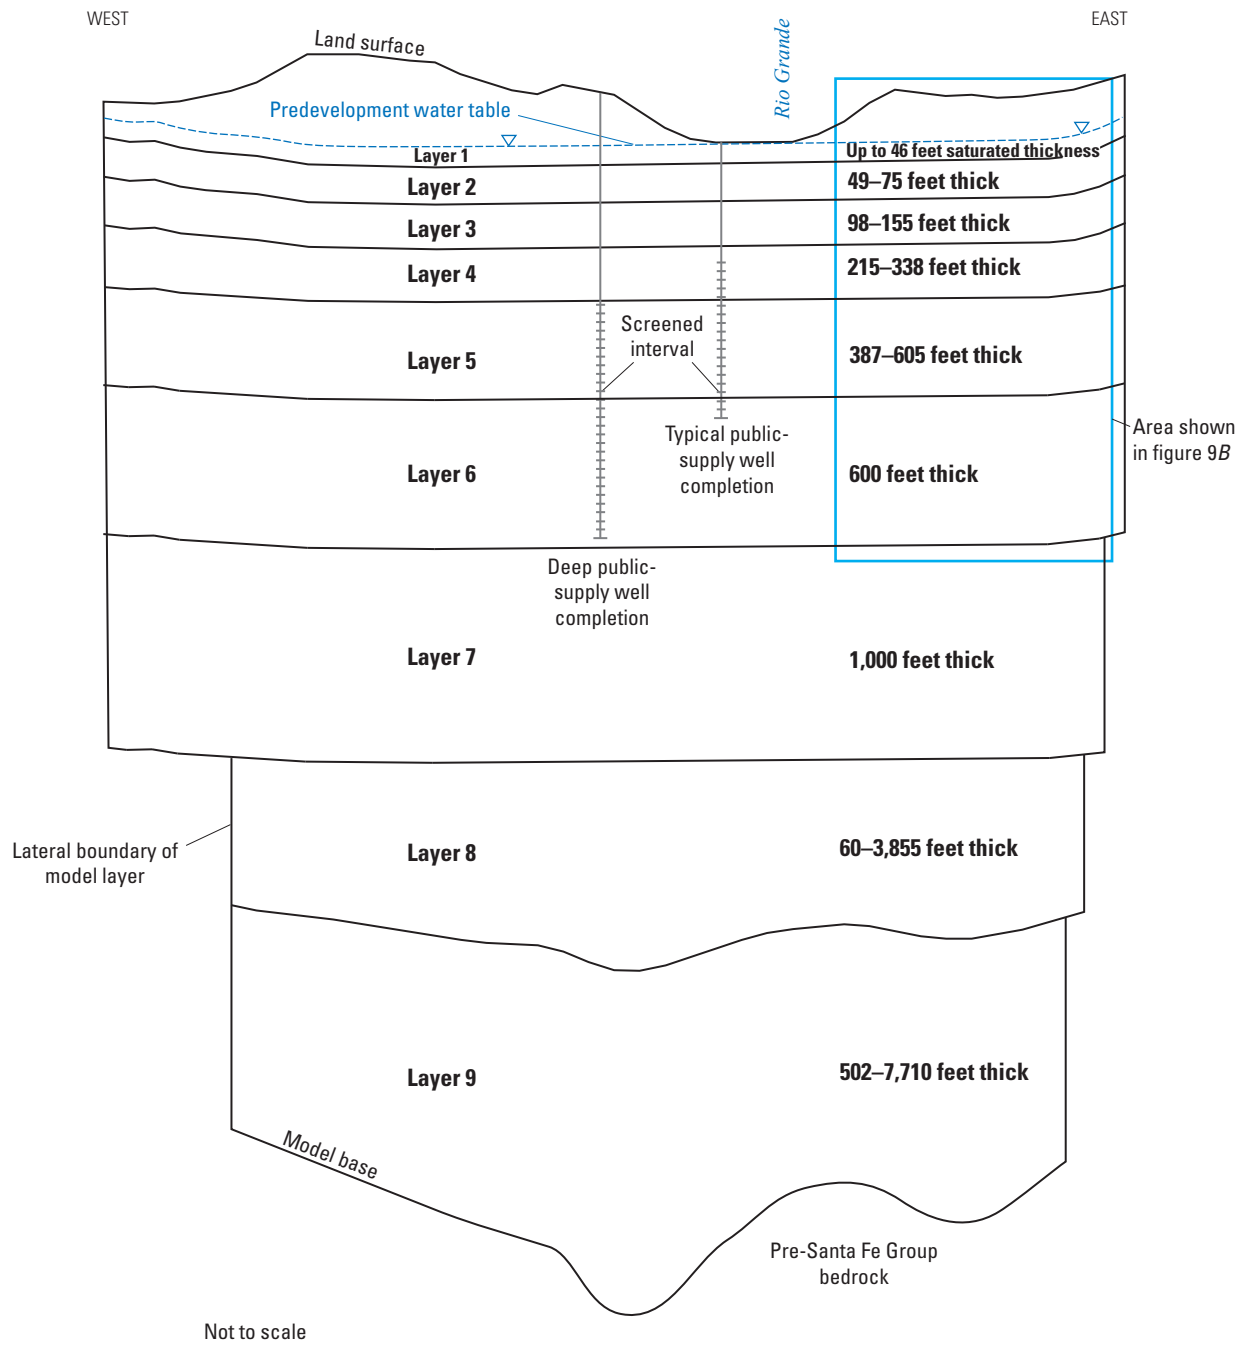 WEST
EAST
Land surface
Rio Grande
Predevelopment water table
Layer 1
Up to 46 feet saturated thickness
Layer 2
49–75 feet thick
Layer 3
98–155 feet thick
Layer 4
215–338 feet thick
Screened
interval
Layer 5
387–605 feet thick
Typical public-
supply well
completion
Area shown
in figure 9B
Layer 6
600 feet thick
Deep public-
supply well
completion
Layer 7
1,000 feet thick
Lateral boundary of
model layer
Layer 8
60–3,855 feet thick
Layer 9
502–7,710 feet thick
Model base
Pre-Santa Fe Group
bedrock
Not to scale